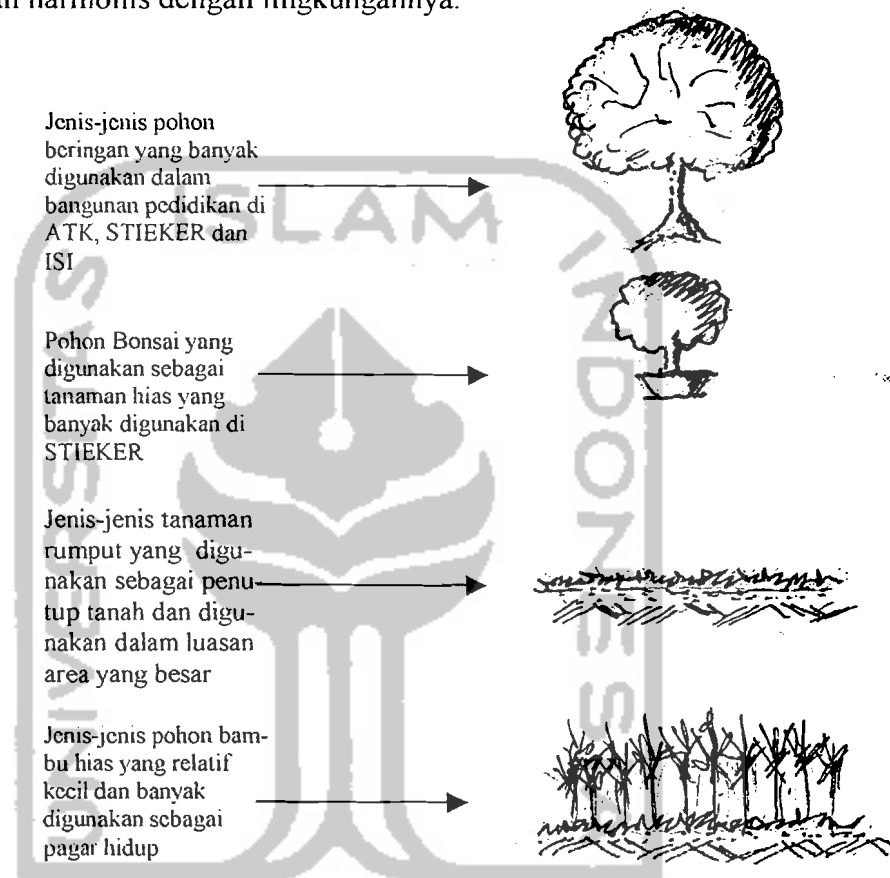 harmonis dengan lingkungannya.
Jenis-jenis pohon
beringan yang banyak
digunakan dalam
bangunan pedidikan di
ATK, STIEKER dan
ISI
Pohon Bonsai yang
digunakan sebagai
tanaman hias yang
banyak digunakan di
STIEKER
Jenis-jenis tanaman
rumput yang digu-
nakan sebagai penu-
tup tanah dan digu-
nakan dalam luasan
area yang besar
Jenis-jenis pohon bam-
bu hias yang relatif
kecil dan banyak
digunakan sebagai
pagar hidup
UNIVERSITAS
ISLAM
INDONESIA